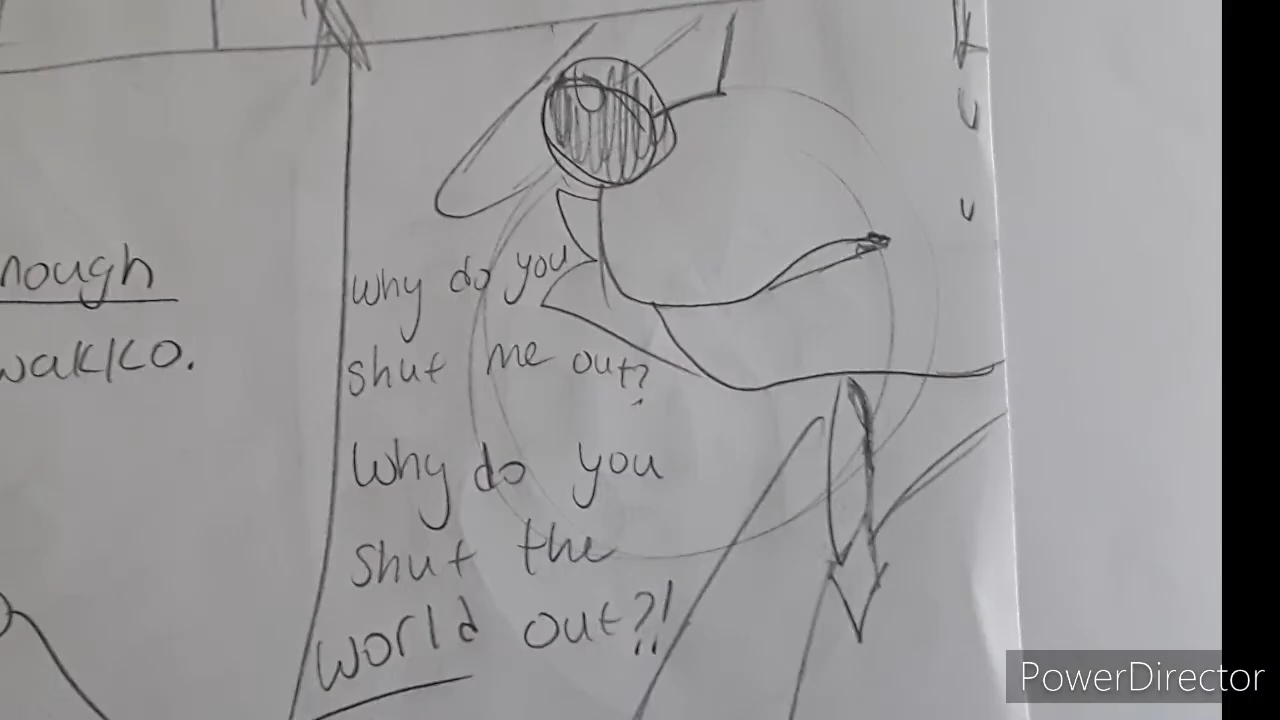 nough
wakko.
why do you
shut me out?
Why do you
shut the
world out?!
PowerDirector